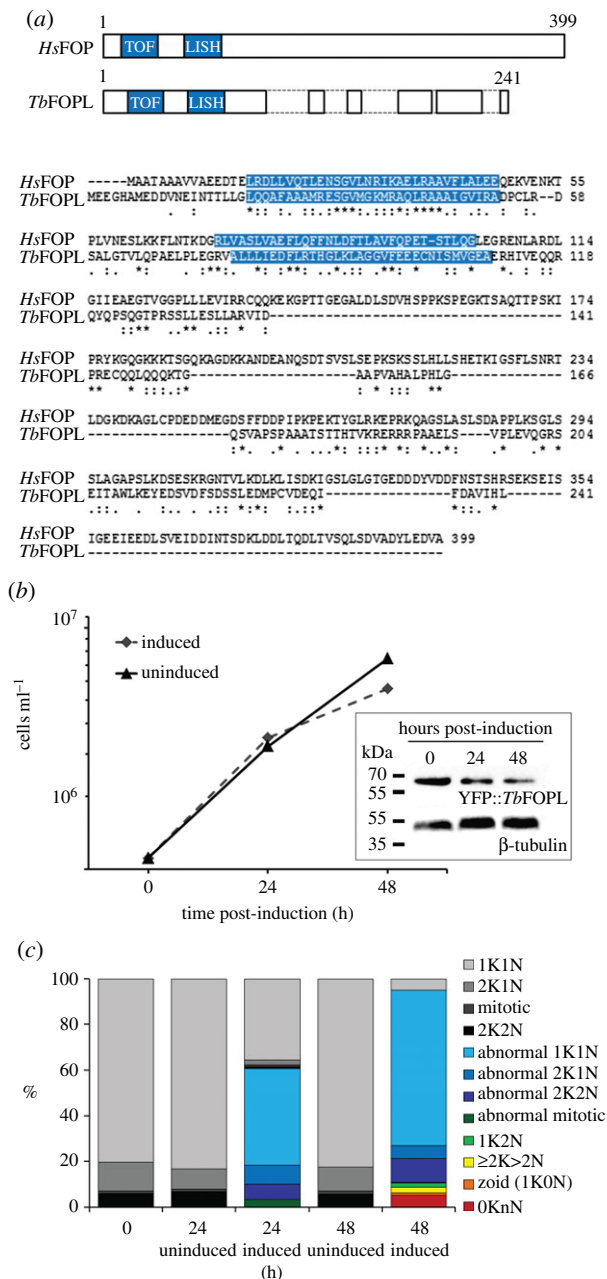 (a)
1 399
HsFOP TOF LISH
1 241
TbFOPL TOF LISH
HsFOP -----MAATAAAVVAEEDTELRDLLVQTLENSGVLNRIKAELRAAVFLALEEQEKVENKT 55
TbFOPL MEEGHAMEDDVNEINTTLLGLQQAFAAAMRESGVMGKMRAQLRAAAIGVIRADPCLR--D 58
HsFOP PLVNESLKKFLNTKDGRLVASLVAEFLQFFNLDFTLAVFQPET-STLQGLEGRENLARDL 114
TbFOPL SALGTVLQPAELPLEGRVALLLIEDFLRTHGLKLAGGVFEEECNISMVGEAERHIVEQQR 118
HsFOP GIIEAEGTVGGPLLLEVIRRCQQKEKGPTTGEGALDLSDVHSPPKSPEGKTSAQTTPSKI 174
TbFOPL QYQPSQGTPRSSLLESLLARVID------------------------------------- 141
HsFOP PRYKGQGKKKTSGQKAGDKKANDEANQSDTSVSLSEPKSKSSLHLLSHETKIGSFLSNRT 234
TbFOPL PRECQQLQQQKTG-------------------AAPVAHALPHLG---------------- 166
HsFOP LDGKDKAGLCPDEDDMEGDSFFDDPIPKPEKTYGLRKEPRKQAGSLASLSDAPPLKSGLS 294
TbFOPL ------------------QSVAPSPAAATSTTHTVKRERRRPAAELS----VPLEVQGRS 204
HsFOP SLAGAPSLKDSESKRGNTVLKDLKLISDKIGSLGLGTGEDDDYVDDFNSTSHRSEKSEIS 354
TbFOPL EITAWLKEYEDSVDFSDSSLEDMPCVDEQI----------------FDAVIHL------- 241
HsFOP IGEEIEEDLSVEIDDINTSDKLDDLTQDLTVSQLSDVADYLEDVA 399
TbFOPL ---------------------------------------------
(b)
10⁷
induced
uninduced
cells ml⁻¹
hours post-induction
kDa 0 24 48
70
55
YFP::TbFOPL
55
35
β-tubulin
10⁶
0 24 48
time post-induction (h)
(c)
100
80
60
%
40
20
0
0 24 24 48 48
uninduced induced uninduced induced
(h)
1K1N
2K1N
mitotic
2K2N
abnormal 1K1N
abnormal 2K1N
abnormal 2K2N
abnormal mitotic
1K2N
≥2K>2N
zoid (1K0N)
0KnN